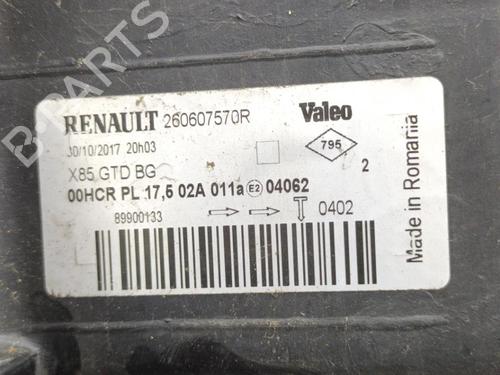 B-PARTS
RENAULT 260607570R
Valeo
30/10/2017 20h03
795
X85 GTD BG
2
00HCR PL 17,5 02A 011a E2 04062
89900133
0402
Made in Romania